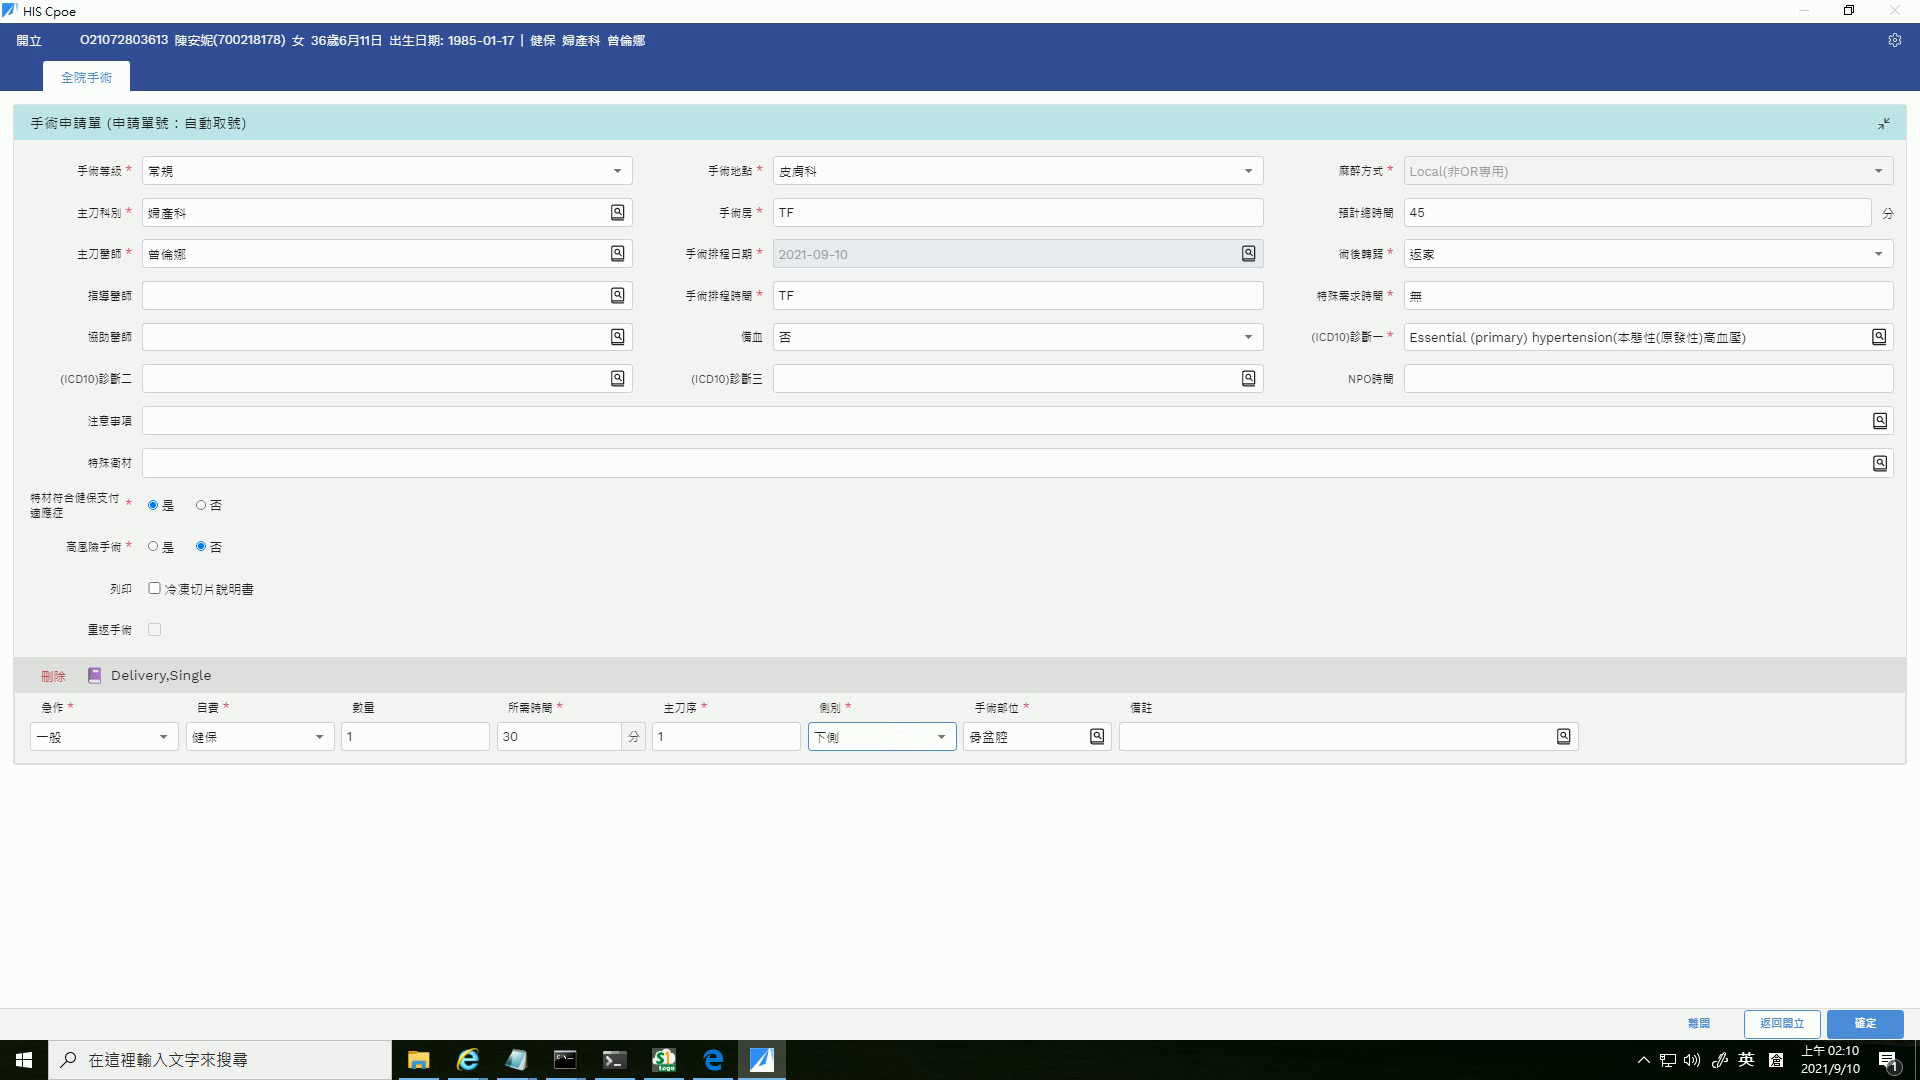 HIS Cpoe
開立 O21072803613 陳安妮(700218178) 女 36歲6月11日 出生日期: 1985-01-17 | 健保 婦產科 曾倫娜
全院手術
手術申請單 (申請單號：自動取號)
手術等級 * 常規 手術地點 * 皮膚科 麻醉方式 * Local(非OR專用)
主刀科別 * 婦產科 手術房 * TF 預計總時間 45 分
主刀醫師 * 曾倫娜 手術排程日期 * 2021-09-10 術後轉歸 * 返家
指導醫師 手術排程時間 * TF 特殊需求時間 * 無
協助醫師 備血 否 (ICD10)診斷一 * Essential (primary) hypertension(本態性(原發性)高血壓)
(ICD10)診斷二 (ICD10)診斷三 NPO時間
注意事項
特殊衛材
特材符合健保支付
適應症 * 是 否
高風險手術 * 是 否
列印 冷凍切片說明書
重返手術
刪除 Delivery,Single
急作 * 自費 * 數量 所需時間 * 主刀序 * 側別 * 手術部位 * 備註
一般 健保 1 30 分 1 下側 骨盆腔
離開 返回開立 確定
在這裡輸入文字來搜尋
英
上午 02:10
2021/9/10
1